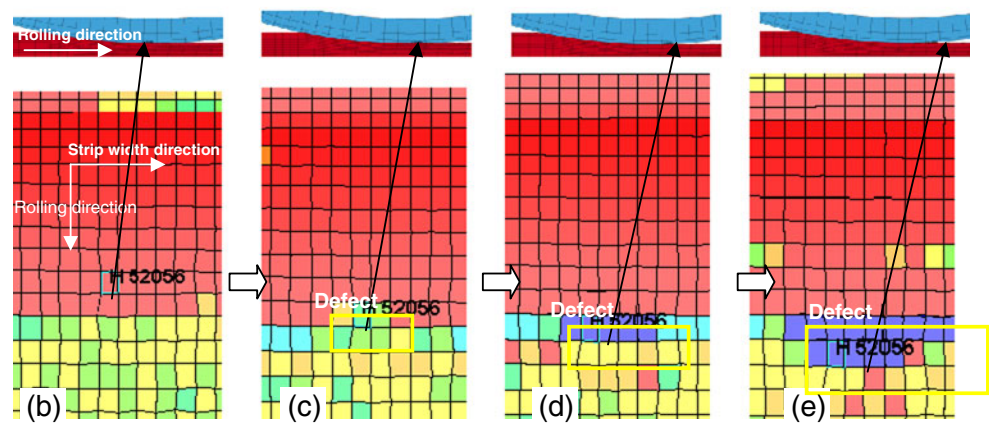 Rolling direction
Strip width direction
Rolling direction
H 52056
(b)
Defect
H 52056
(c)
Defect
H 52056
(d)
Defect
H 52056
(e)